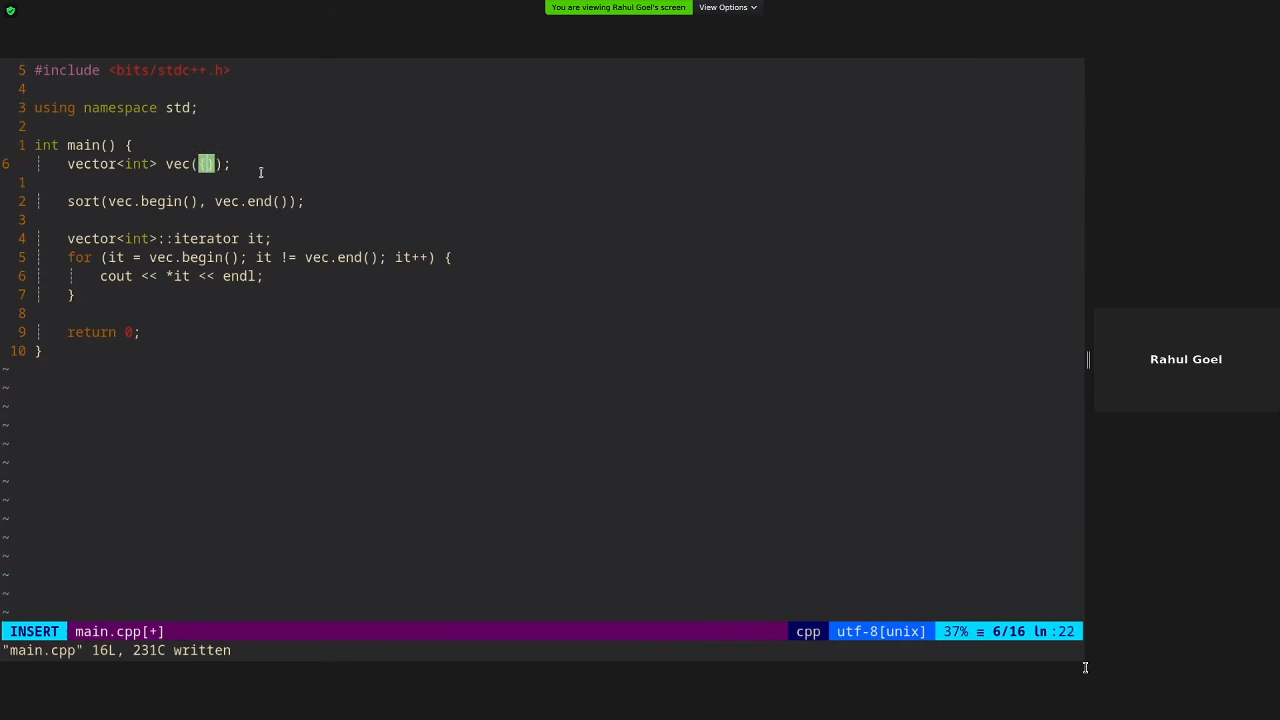 You are viewing Rahul Goel's screen View Options
5 #include <bits/stdc++.h>
4
3 using namespace std;
2
1 int main() {
6 vector<int> vec({});
1
2 sort(vec.begin(), vec.end());
3
4 vector<int>::iterator it;
5 for (it = vec.begin(); it != vec.end(); it++) {
6 cout << *it << endl;
7 }
8
9 return 0;
10 }
~
~
~
~
~
~
~
~
~
~
~
~
~
~
Rahul Goel
INSERT main.cpp[+] cpp utf-8[unix] 37% ≡ 6/16 ln :22
"main.cpp" 16L, 231C written